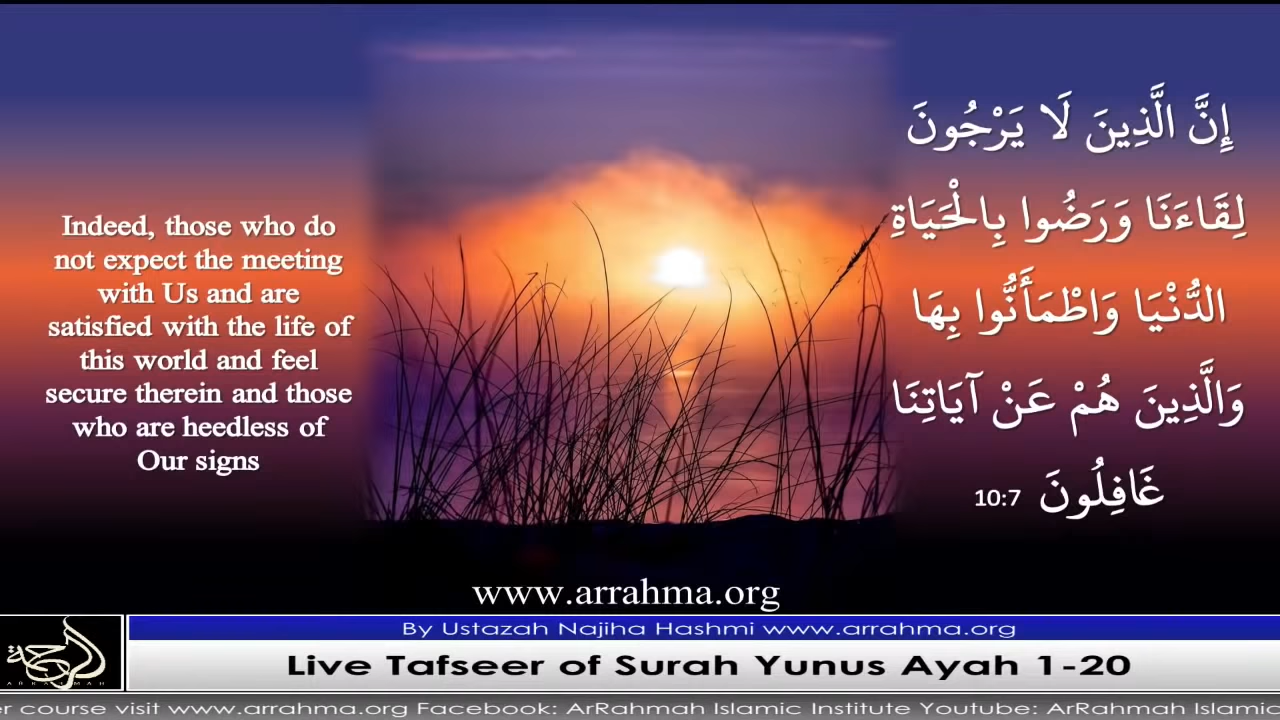 Indeed, those who do
not expect the meeting
with Us and are
satisfied with the life of
this world and feel
secure therein and those
who are heedless of
Our signs
إِنَّ الَّذِينَ لَا يَرْجُونَ
لِقَاءَنَا وَرَضُوا بِالْحَيَاةِ
الدُّنْيَا وَاطْمَأَنُّوا بِهَا
وَالَّذِينَ هُمْ عَنْ آيَاتِنَا
غَافِلُونَ 10:7
www.arrahma.org
By Ustazah Najiha Hashmi www.arrahma.org
الرحمة
ARRAHMAH
Live Tafseer of Surah Yunus Ayah 1-20
course visit www.arrahma.org Facebook: ArRahmah Islamic Institute Youtube: ArRahmah Islamic